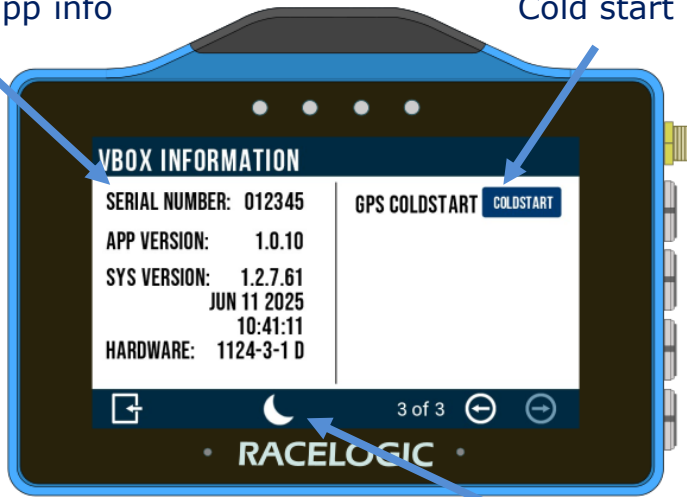 pp info
Cold start
VBOX INFORMATION
SERIAL NUMBER: 012345
APP VERSION: 1.0.10
SYS VERSION: 1.2.7.61
JUN 11 2025
10:41:11
HARDWARE: 1124-3-1 D
GPS COLDSTART COLDSTART
3 of 3
RACELOGIC